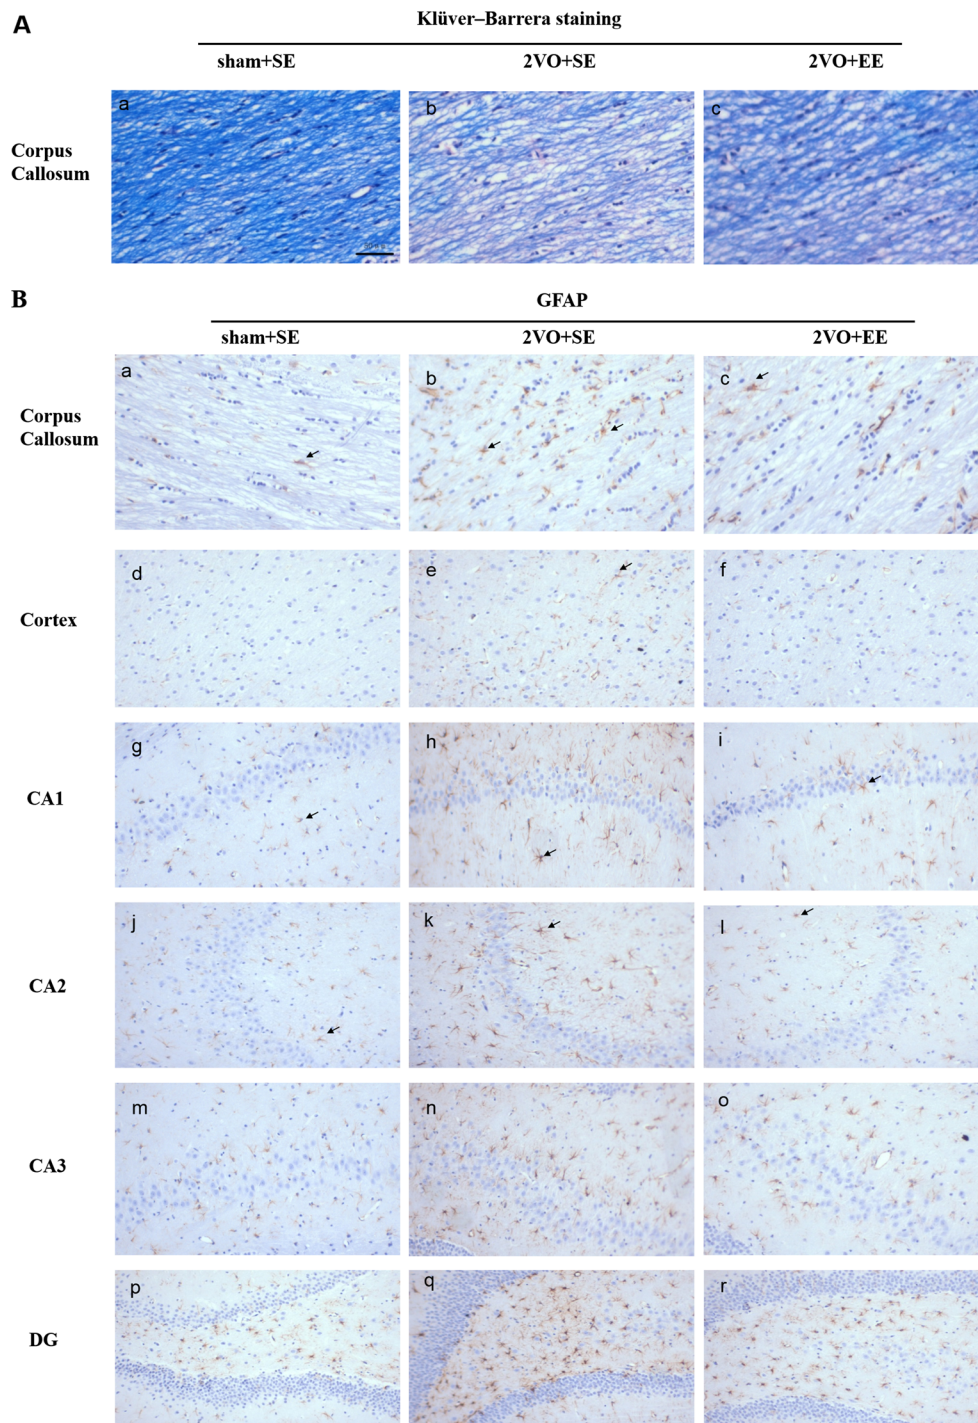 A
Klüver–Barrera staining
sham+SE 2VO+SE 2VO+EE
a b c
Corpus
Callosum
B
GFAP
sham+SE 2VO+SE 2VO+EE
a b c
Corpus
Callosum
d e f
Cortex
g h i
CA1
j k l
CA2
m n o
CA3
p q r
DG